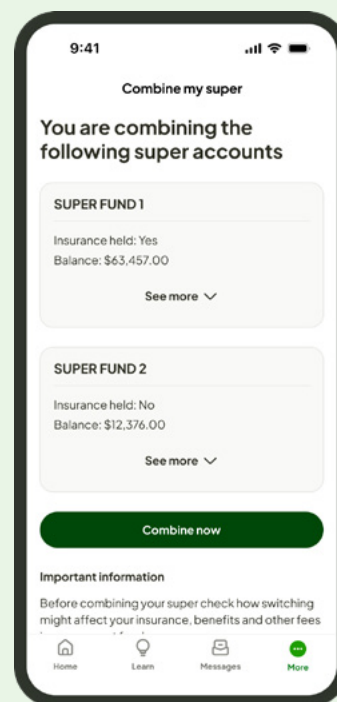 9:41
Combine my super
You are combining the
following super accounts
SUPER FUND 1
Insurance held: Yes
Balance: $63,457.00
See more
SUPER FUND 2
Insurance held: No
Balance: $12,376.00
See more
Combine now
Important information
Before combining your super check how switching
might affect your insurance, benefits and other fees
Home Learn Messages More